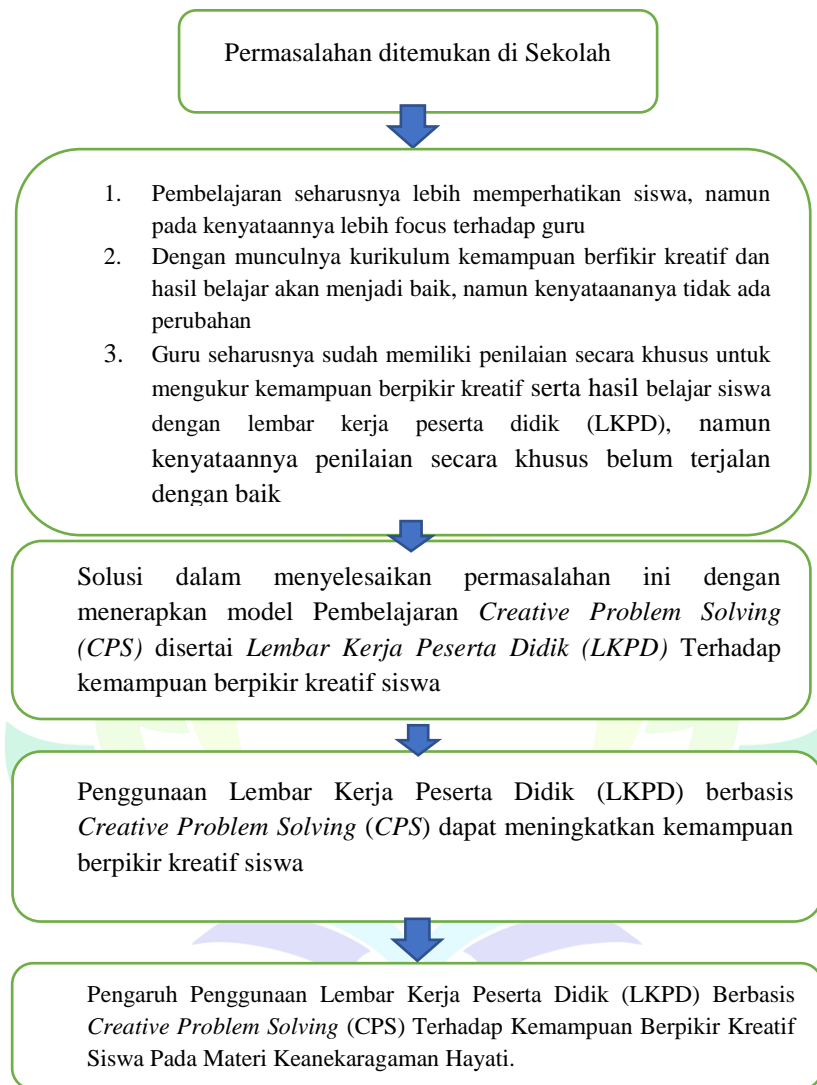 Permasalahan ditemukan di Sekolah
1. Pembelajaran seharusnya lebih memperhatikan siswa, namun
pada kenyataannya lebih focus terhadap guru
2. Dengan munculnya kurikulum kemampuan berfikir kreatif dan
hasil belajar akan menjadi baik, namun kenyataananya tidak ada
perubahan
3. Guru seharusnya sudah memiliki penilaian secara khusus untuk
mengukur kemampuan berpikir kreatif serta hasil belajar siswa
dengan lembar kerja peserta didik (LKPD), namun
kenyataannya penilaian secara khusus belum terjalan
dengan baik
Solusi dalam menyelesaikan permasalahan ini dengan
menerapkan model Pembelajaran Creative Problem Solving
(CPS) disertai Lembar Kerja Peserta Didik (LKPD) Terhadap
kemampuan berpikir kreatif siswa
Penggunaan Lembar Kerja Peserta Didik (LKPD) berbasis
Creative Problem Solving (CPS) dapat meningkatkan kemampuan
berpikir kreatif siswa
Pengaruh Penggunaan Lembar Kerja Peserta Didik (LKPD) Berbasis
Creative Problem Solving (CPS) Terhadap Kemampuan Berpikir Kreatif
Siswa Pada Materi Keanekaragaman Hayati.